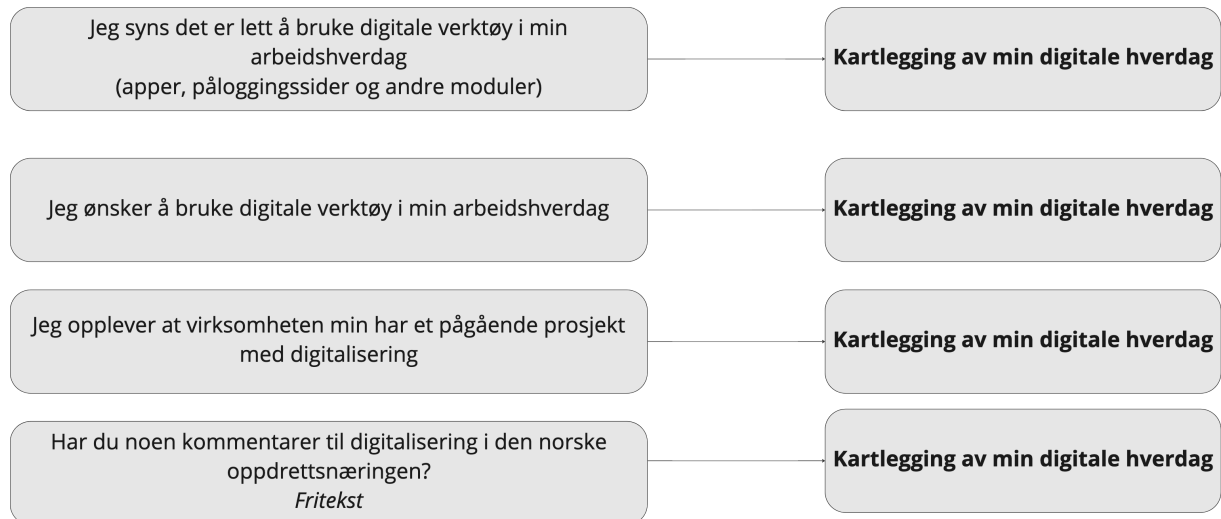 Jeg syns det er lett å bruke digitale verktøy i min
arbeidshverdag
(apper, påloggingssider og andre moduler)
Kartlegging av min digitale hverdag
Jeg ønsker å bruke digitale verktøy i min arbeidshverdag
Kartlegging av min digitale hverdag
Jeg opplever at virksomheten min har et pågående prosjekt
med digitalisering
Kartlegging av min digitale hverdag
Har du noen kommentarer til digitalisering i den norske
oppdrettsnæringen?
Fritekst
Kartlegging av min digitale hverdag